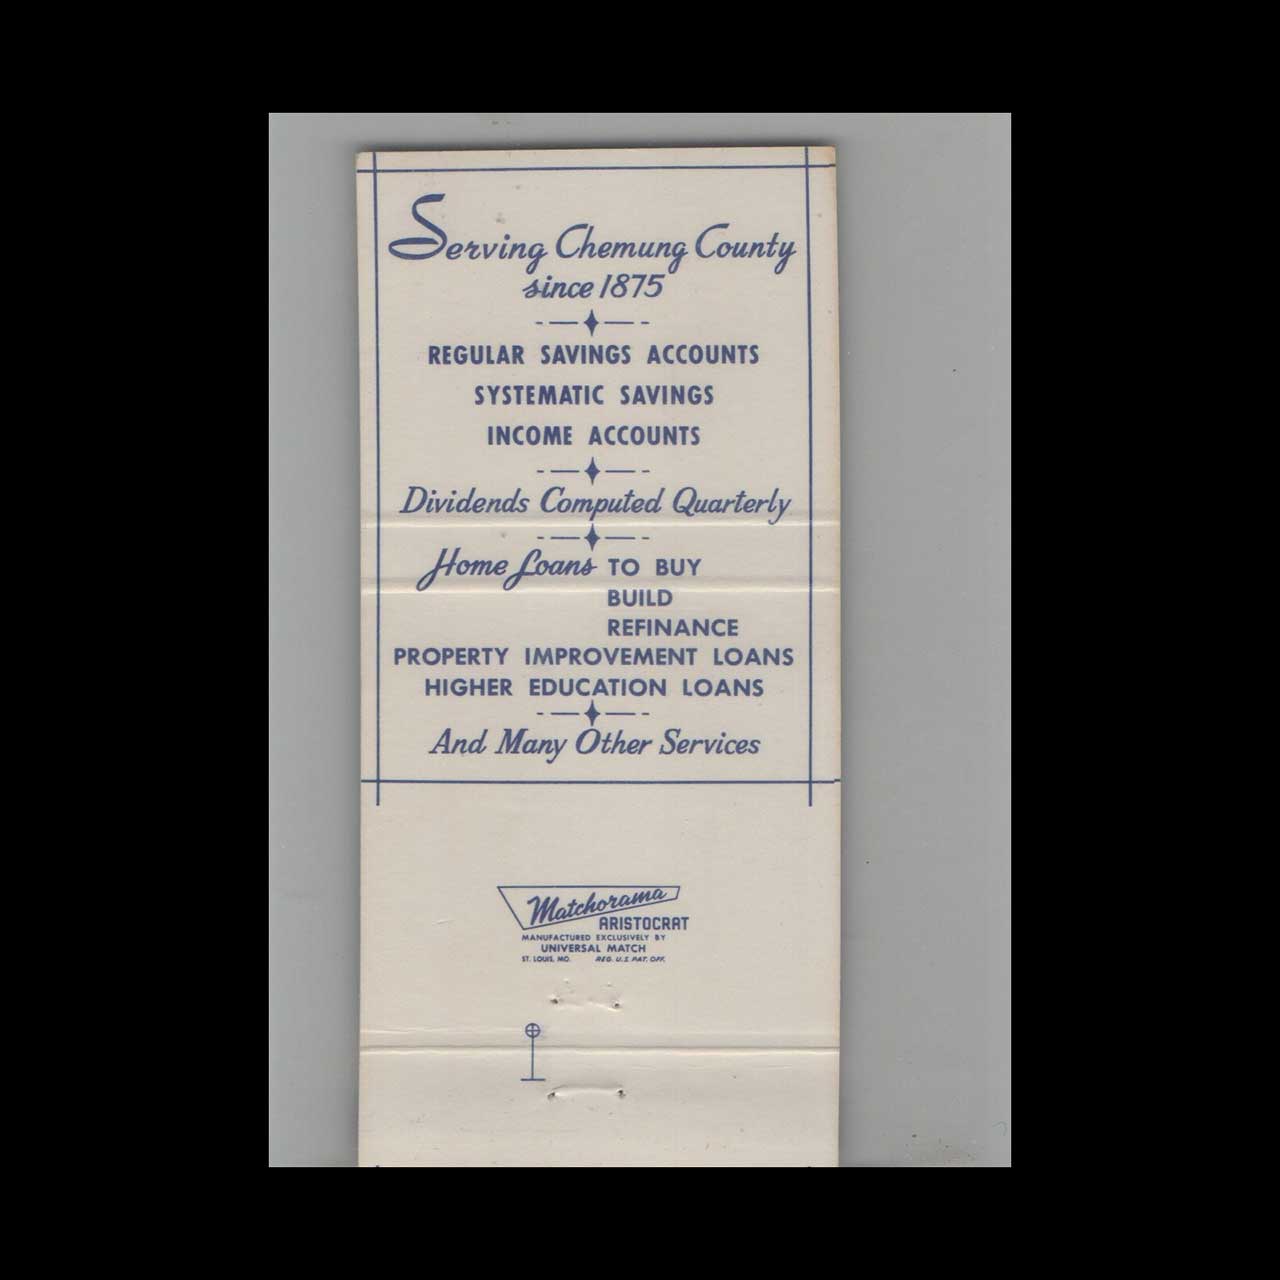 Serving Chemung County
since 1875
REGULAR SAVINGS ACCOUNTS
SYSTEMATIC SAVINGS
INCOME ACCOUNTS
Dividends Computed Quarterly
Home Loans TO BUY
BUILD
REFINANCE
PROPERTY IMPROVEMENT LOANS
HIGHER EDUCATION LOANS
And Many Other Services
Matchorama
ARISTOCRAT
MANUFACTURED EXCLUSIVELY BY
UNIVERSAL MATCH
ST. LOUIS, MO. REG. U.S. PAT. OFF.